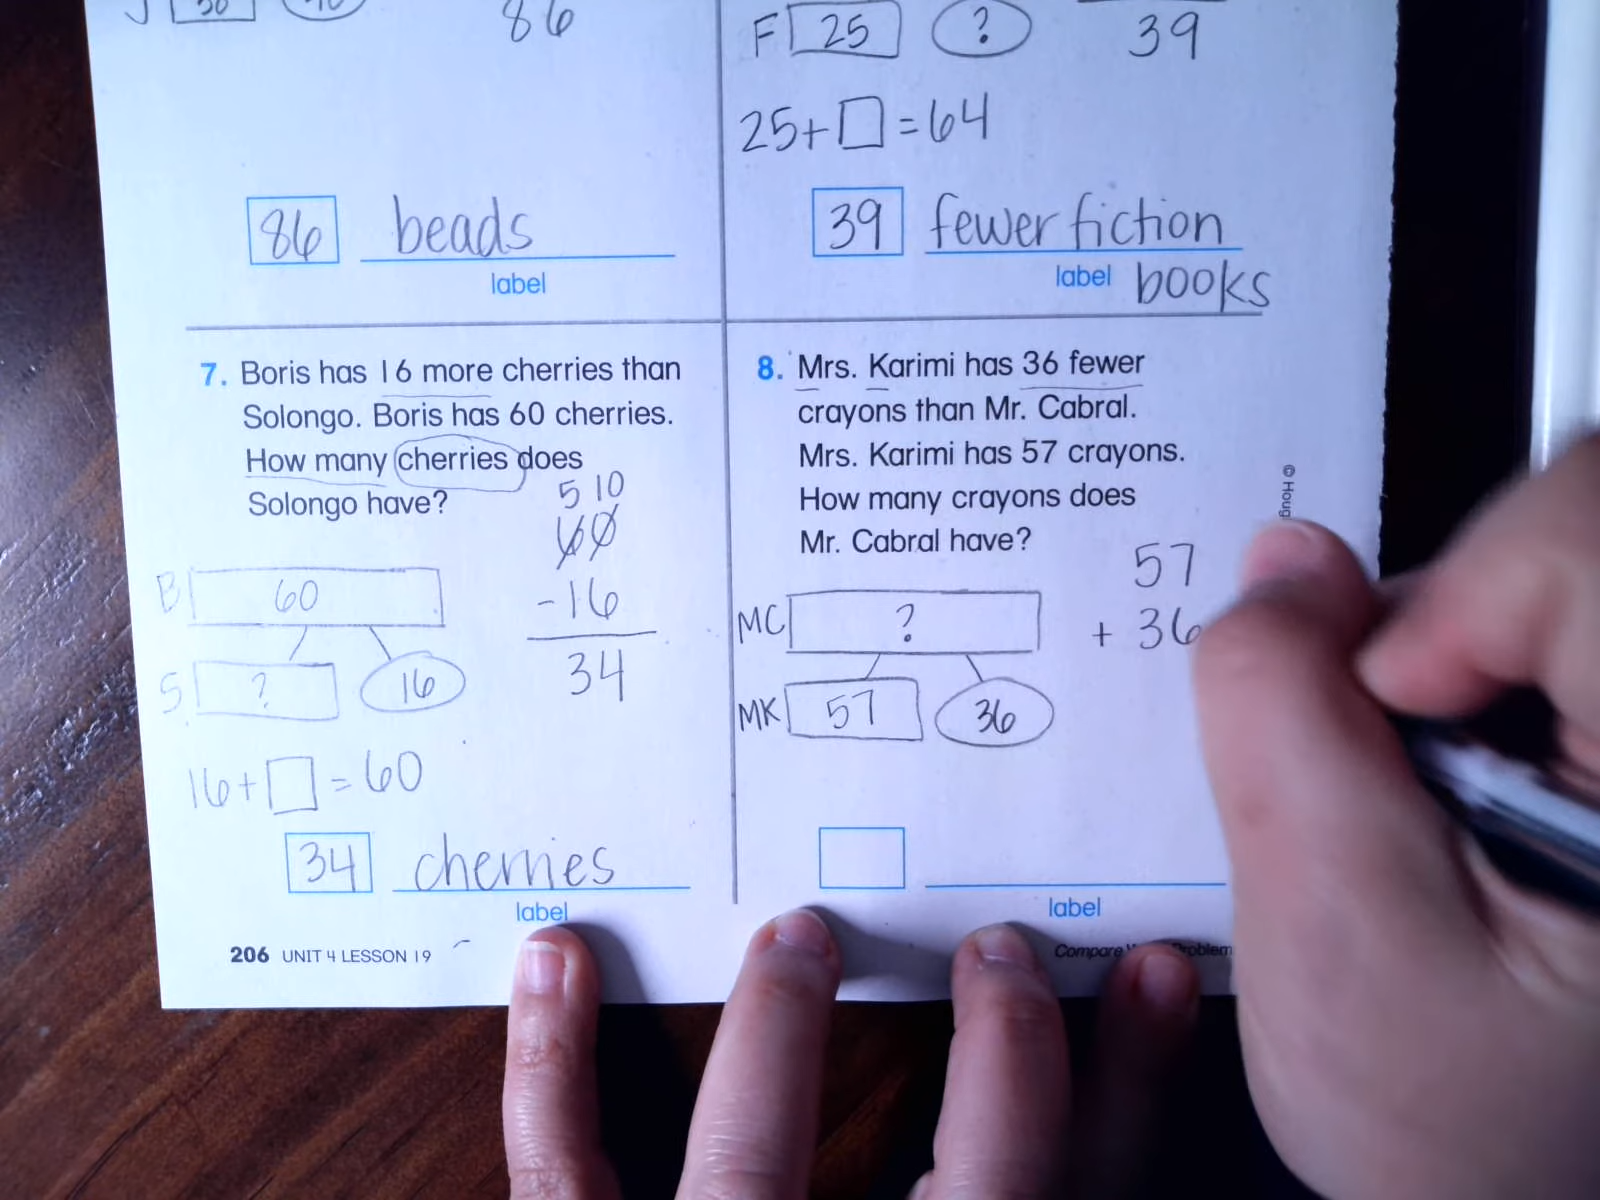 86
F 25 ? 39
25+□=64
86 beads
label
39 fewer fiction
label books
7. Boris has 16 more cherries than
Solongo. Boris has 60 cherries.
How many cherries does
Solongo have?
5 10
60
-16
34
B 60
S ? 16
16+□=60
34 cherries
label
8. Mrs. Karimi has 36 fewer
crayons than Mr. Cabral.
Mrs. Karimi has 57 crayons.
How many crayons does
Mr. Cabral have?
57
+ 36
MC ?
MK 57 36
label
© Houg
206 UNIT 4 LESSON 19
Compare